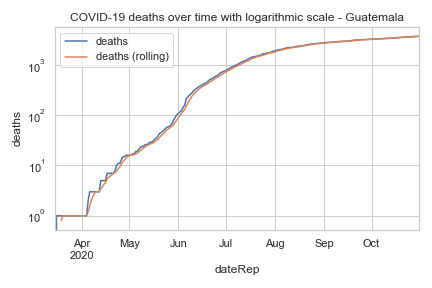 COVID-19 deaths over time with logarithmic scale - Guatemala
deaths
deaths (rolling)
10³
10²
10¹
10⁰
deaths
Apr May Jun Jul Aug Sep Oct
2020
dateRep